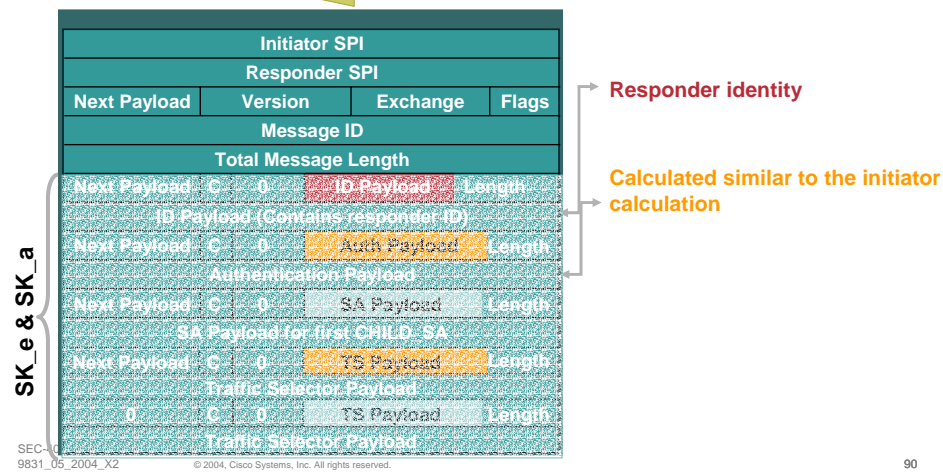 Initiator SPI
Responder SPI
Next Payload Version Exchange Flags
Message ID
Total Message Length
Next Payload C 0 ID Payload Length
ID Payload (Contains responder ID)
Next Payload C 0 Auth Payload Length
Authentication Payload
Next Payload C 0 SA Payload Length
SA Payload for first CHILD SA
Next Payload C 0 TS Payload Length
Traffic Selector Payload
0 C 0 TS Payload Length
Traffic Selector Payload
SK_e & SK_a
Responder identity
Calculated similar to the initiator
calculation
9831_05_2004_X2 © 2004, Cisco Systems, Inc. All rights reserved. 90